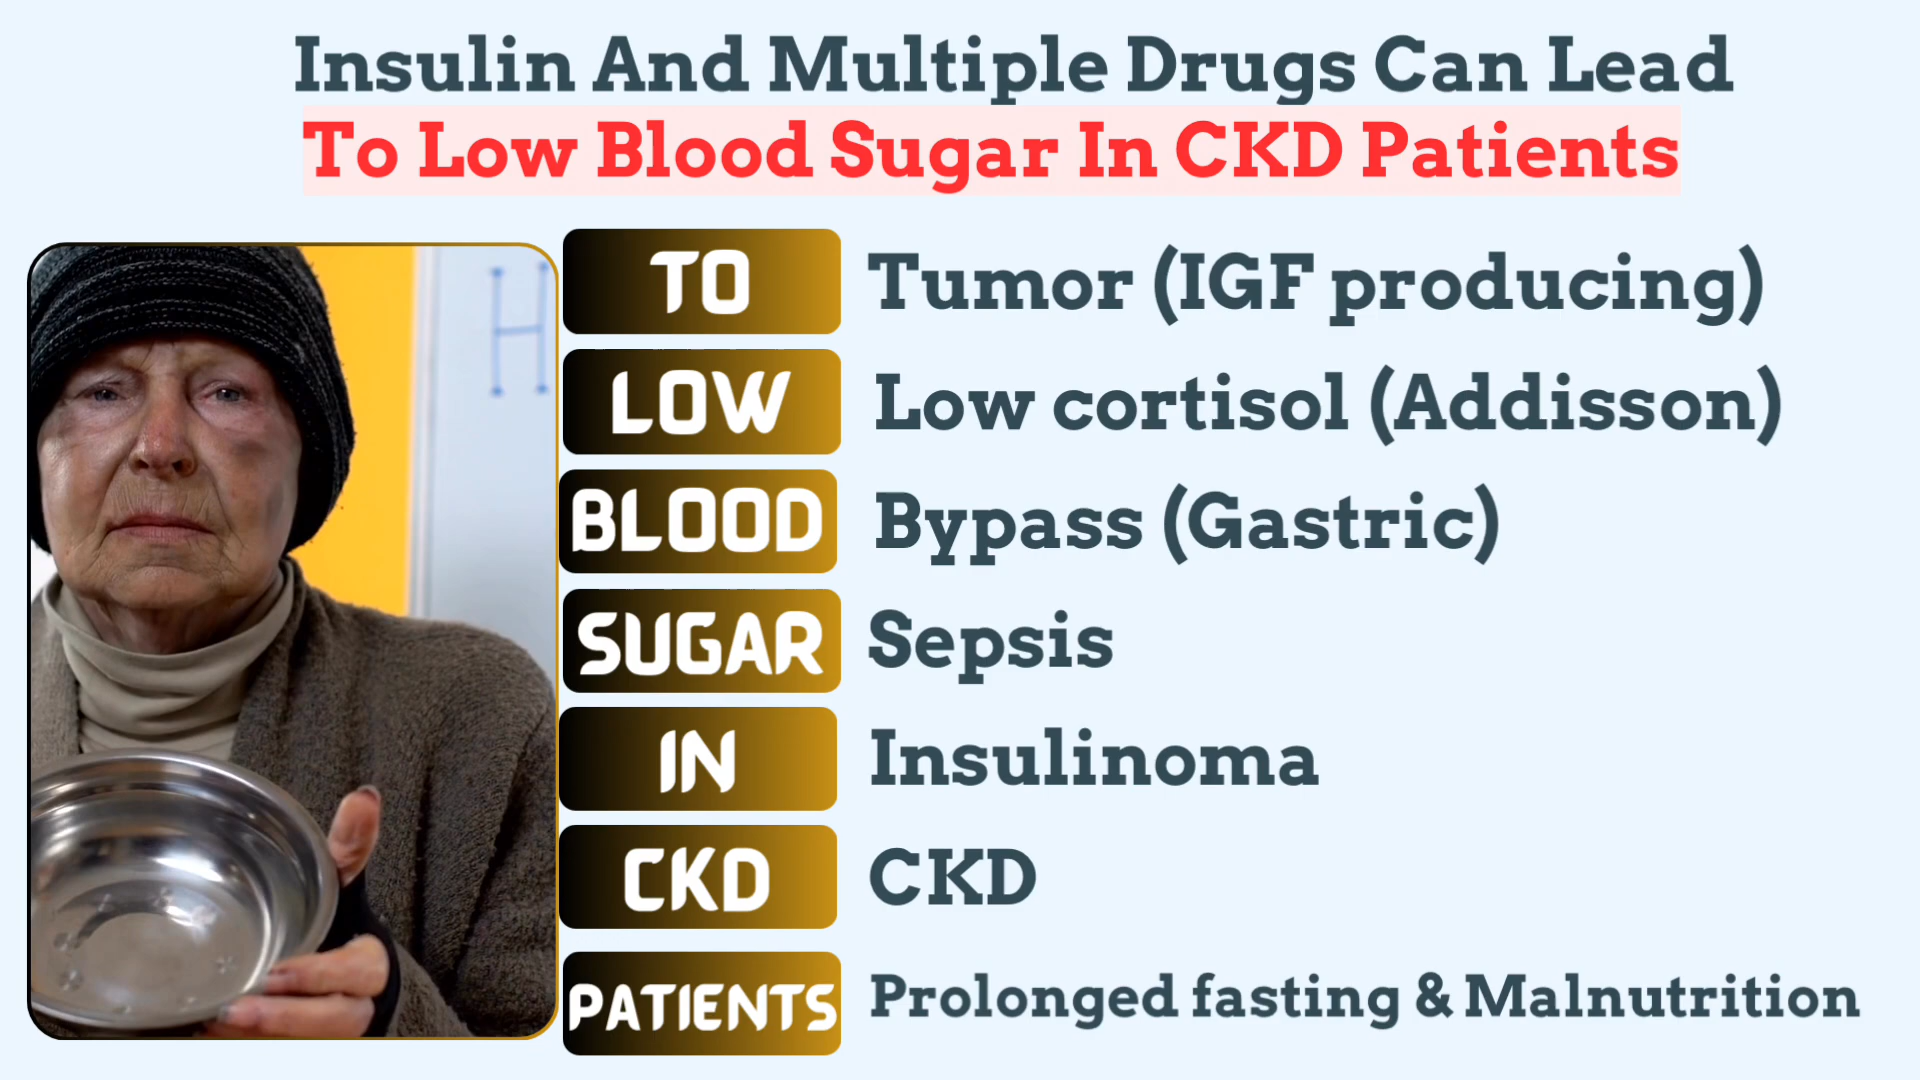 Insulin And Multiple Drugs Can Lead
To Low Blood Sugar In CKD Patients
TO Tumor (IGF producing)
LOW Low cortisol (Addisson)
BLOOD Bypass (Gastric)
SUGAR Sepsis
IN Insulinoma
CKD CKD
PATIENTS Prolonged fasting & Malnutrition
H